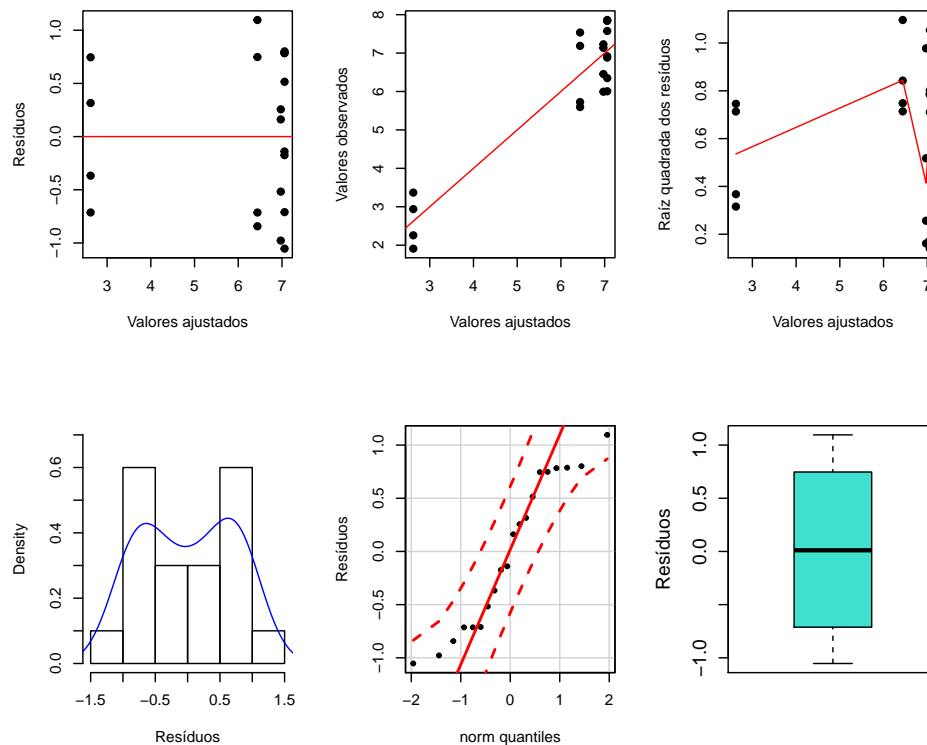 Resíduos
1.0
0.5
0.0
−0.5
−1.0
3 4 5 6 7
Valores ajustados
Valores observados
8
7
6
5
4
3
2
3 4 5 6 7
Valores ajustados
Raíz quadrada dos resíduos
1.0
0.8
0.6
0.4
0.2
3 4 5 6 7
Valores ajustados
Density
0.6
0.4
0.2
0.0
−1.5 −0.5 0.5 1.5
Resíduos
Resíduos
1.0
0.5
0.0
−0.5
−1.0
−2 −1 0 1 2
norm quantiles
Resíduos
1.0
0.5
0.0
−1.0